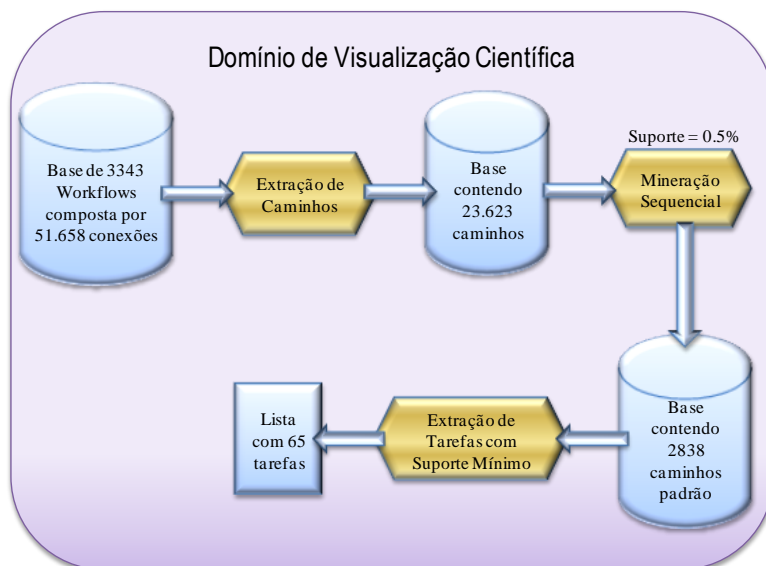 Domínio de Visualização Científica
Base de 3343
Workflows
composta por
51.658 conexões
Extração de
Caminhos
Base
contendo
23.623
caminhos
Suporte = 0.5%
Mineração
Sequencial
Base
contendo
2838
caminhos
padrão
Extração de
Tarefas com
Suporte Mínimo
Lista
com 65
tarefas